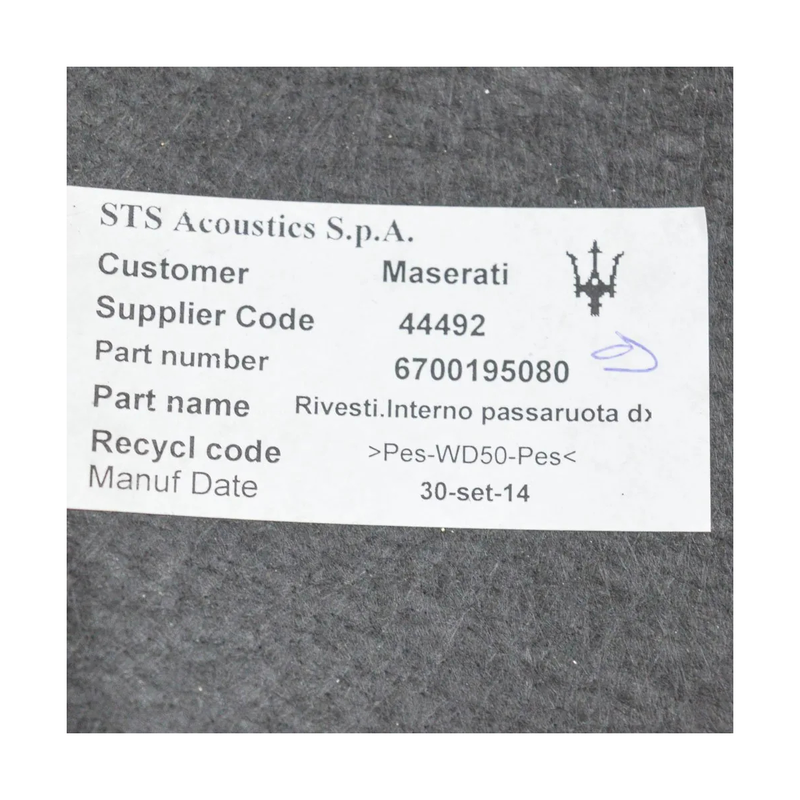 STS Acoustics S.p.A.
Customer Maserati
Supplier Code 44492
Part number 6700195080
Part name Rivesti.Interno passaruota dx
Recycl code >Pes-WD50-Pes<
Manuf Date 30-set-14